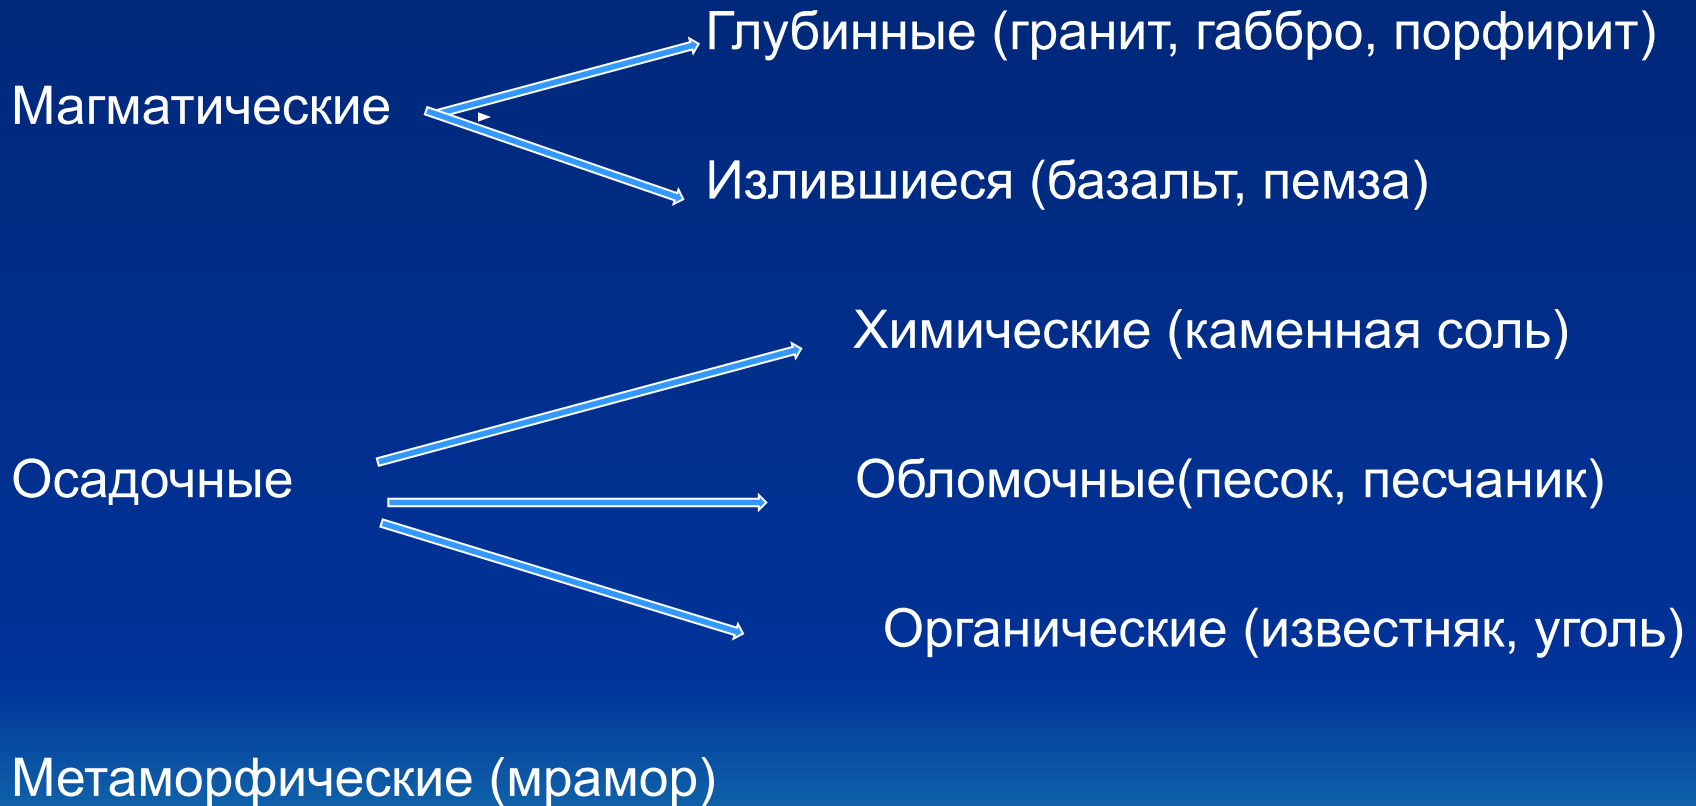 Глубинные (гранит, габбро, порфирит)
Магматические
Излившиеся (базальт, пемза)
Химические (каменная соль)
Осадочные Обломочные(песок, песчаник)
Органические (известняк, уголь)
Метаморфические (мрамор)